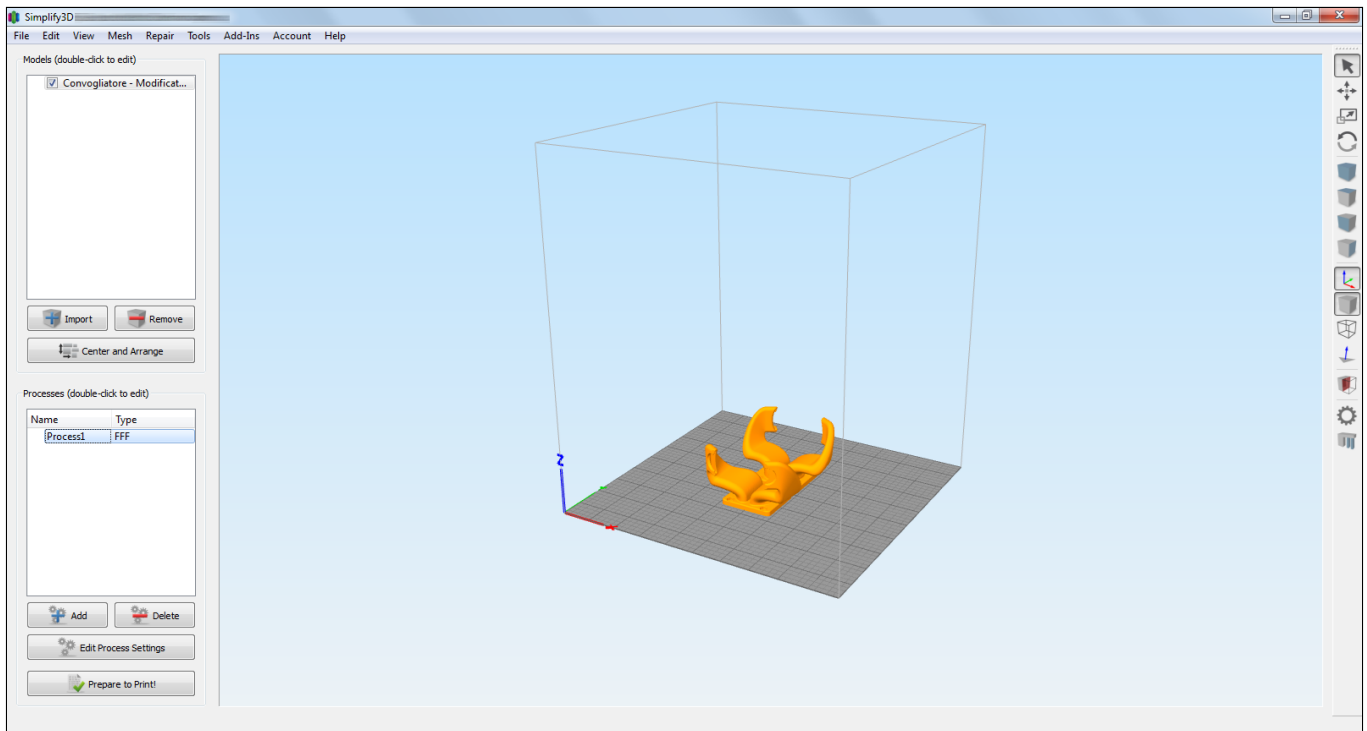 Simplify3D
File Edit View Mesh Repair Tools Add-Ins Account Help
Models (double-click to edit)
Convogliatore - Modificat...
Import Remove
Center and Arrange
Processes (double-click to edit)
Name Type
Process1 FFF
Add Delete
Edit Process Settings
Prepare to Print!
Z
X